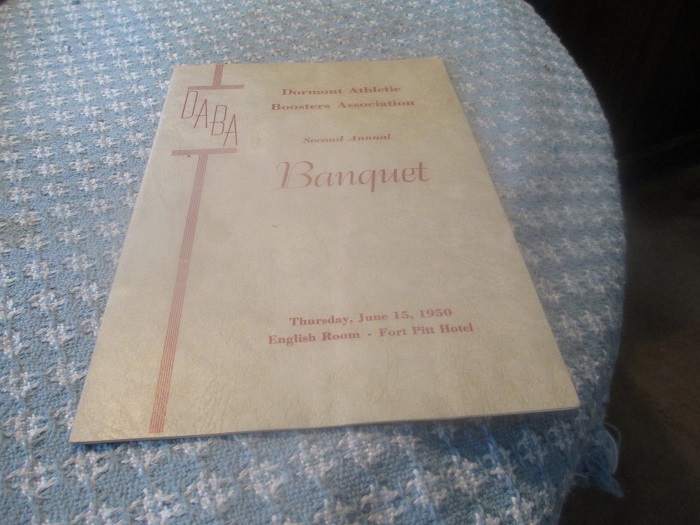 DABA
Dormont Athletic
Boosters Association
Second Annual
Banquet
Thursday, June 15, 1950
English Room - Fort Pitt Hotel